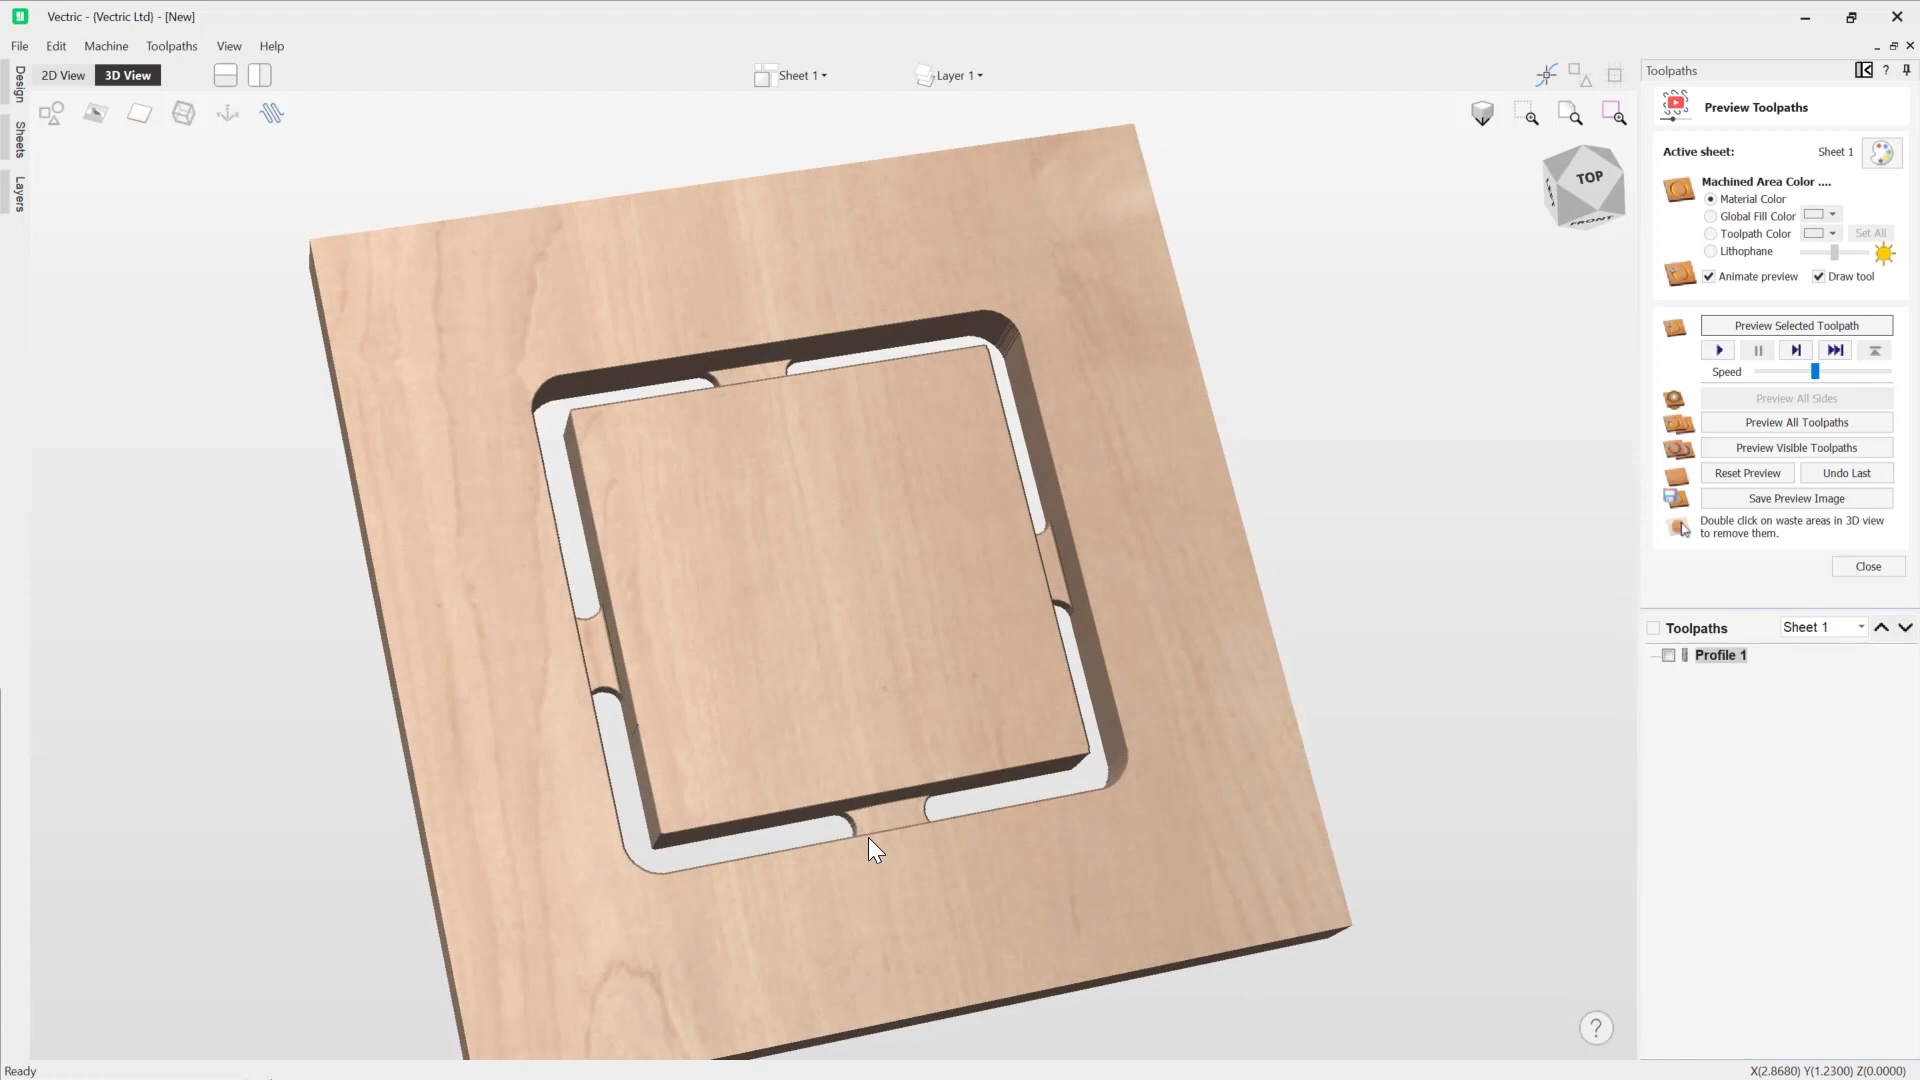 Vectric - {Vectric Ltd} - [New]
File Edit Machine Toolpaths View Help
2D View 3D View Sheet 1 Layer 1
Design
Sheets
Layers
TOP
FRONT
Toolpaths ?
Preview Toolpaths
Active sheet: Sheet 1
Machined Area Color ....
Material Color
Global Fill Color
Toolpath Color Set All
Lithophane
Animate preview Draw tool
Preview Selected Toolpath
Speed
Preview All Sides
Preview All Toolpaths
Preview Visible Toolpaths
Reset Preview Undo Last
Save Preview Image
Double click on waste areas in 3D view
to remove them.
Close
Toolpaths Sheet 1
Profile 1
?
Ready X(2.8680) Y(1.2300) Z(0.0000)